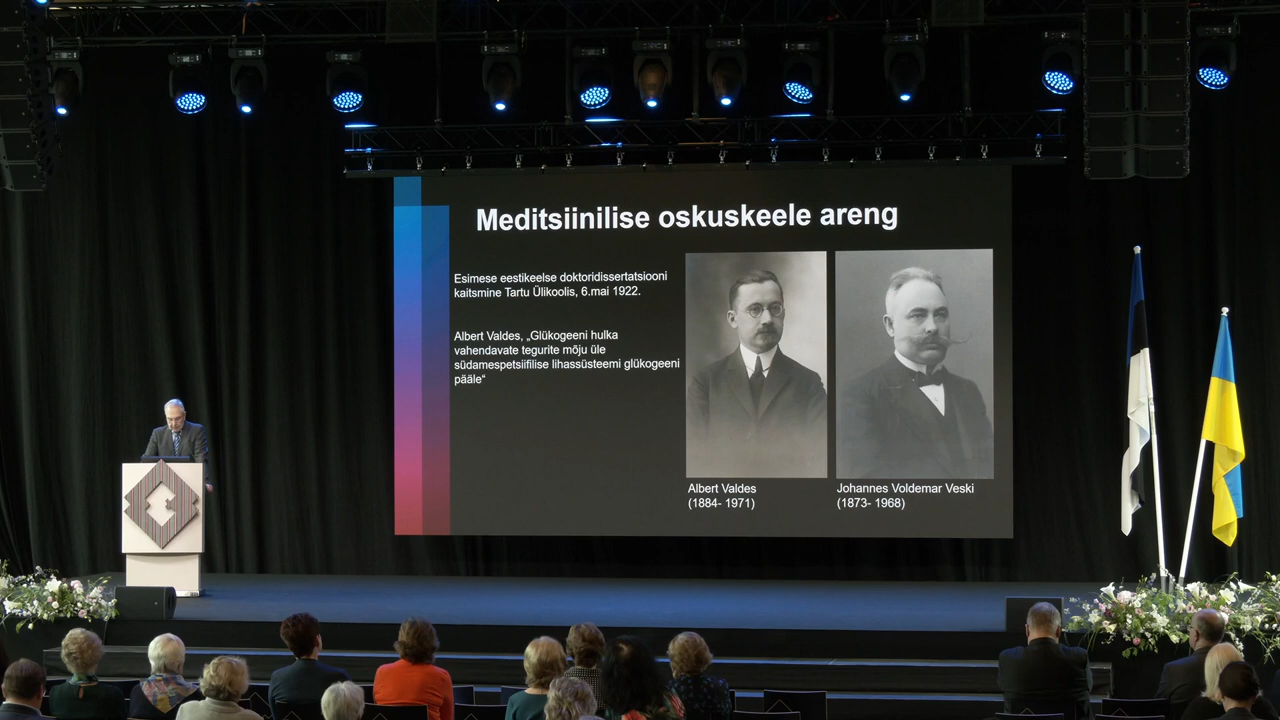 Meditsiinilise oskuskeele areng
Esimese eestikeelse doktoridissertatsiooni
kaitsmine Tartu Ülikoolis, 6.mai 1922.
Albert Valdes, „Glükogeeni hulka
vahendavate tegurite mõju üle
südamespetsiifilise lihassüsteemi glükogeeni
pääle“
Albert Valdes
(1884- 1971)
Johannes Voldemar Veski
(1873- 1968)